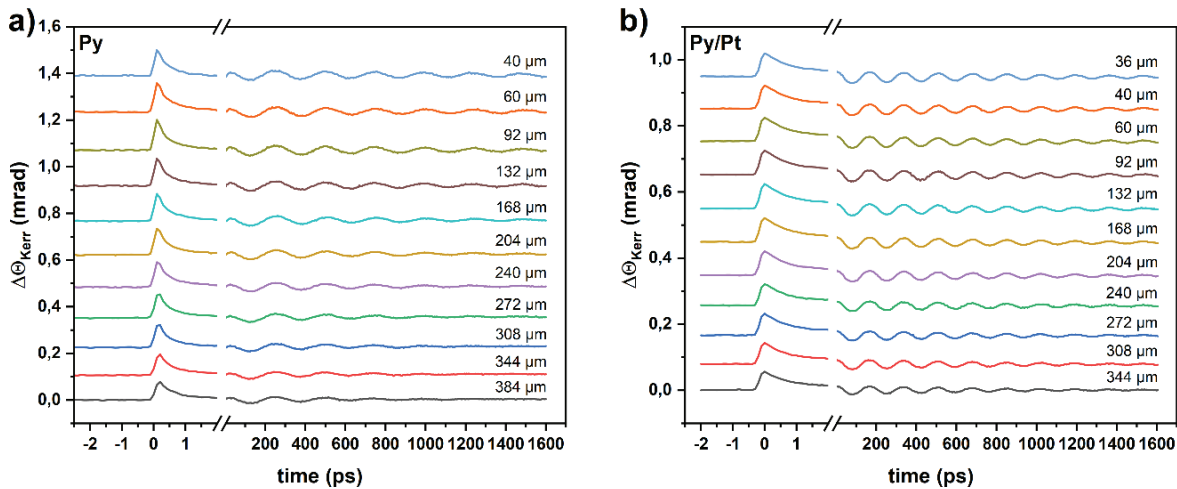 a)
Py
ΔΘKerr (mrad)
1,6
1,4
1,2
1,0
0,8
0,6
0,4
0,2
0,0
40 µm
60 µm
92 µm
132 µm
168 µm
204 µm
240 µm
272 µm
308 µm
344 µm
384 µm
-2 -1 0 1 200 400 600 800 1000 1200 1400 1600
time (ps)
b)
Py/Pt
ΔΘKerr (mrad)
1,0
0,8
0,6
0,4
0,2
0,0
36 µm
40 µm
60 µm
92 µm
132 µm
168 µm
204 µm
240 µm
272 µm
308 µm
344 µm
-2 -1 0 1 200 400 600 800 1000 1200 1400 1600
time (ps)